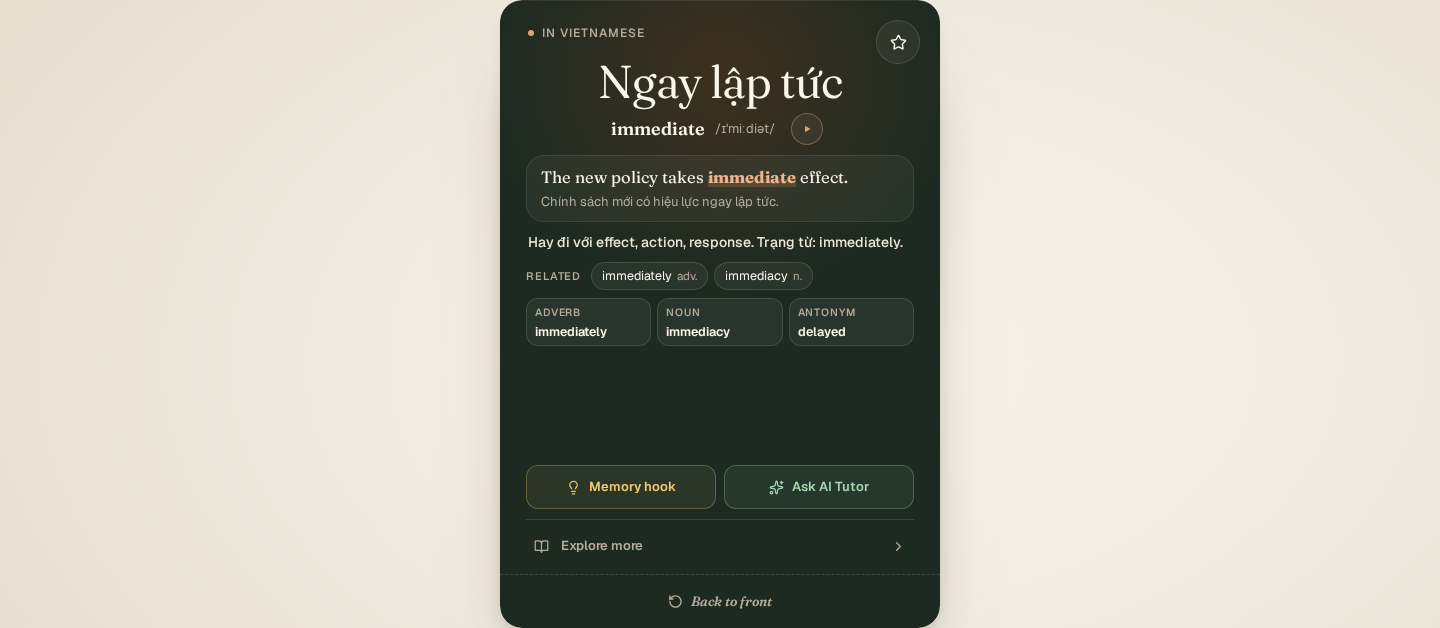 IN VIETNAMESE
Ngay lập tức
immediate /ɪˈmiːdiət/
The new policy takes immediate effect.
Chính sách mới có hiệu lực ngay lập tức.
Hay đi với effect, action, response. Trạng từ: immediately.
RELATED immediately adv. immediacy n.
ADVERB NOUN ANTONYM
immediately immediacy delayed
Memory hook Ask AI Tutor
Explore more
Back to front